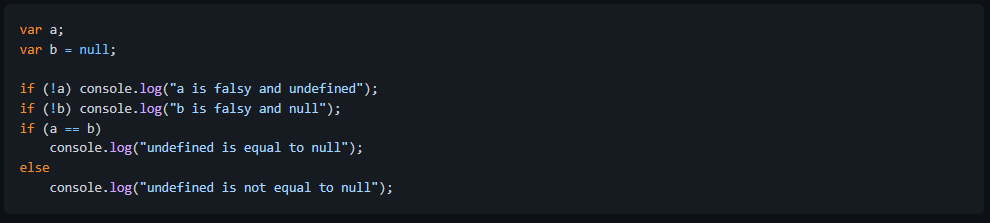 var a;
var b = null;

if (!a) console.log("a is falsy and undefined");
if (!b) console.log("b is falsy and null");
if (a == b)
    console.log("undefined is equal to null");
else
    console.log("undefined is not equal to null");